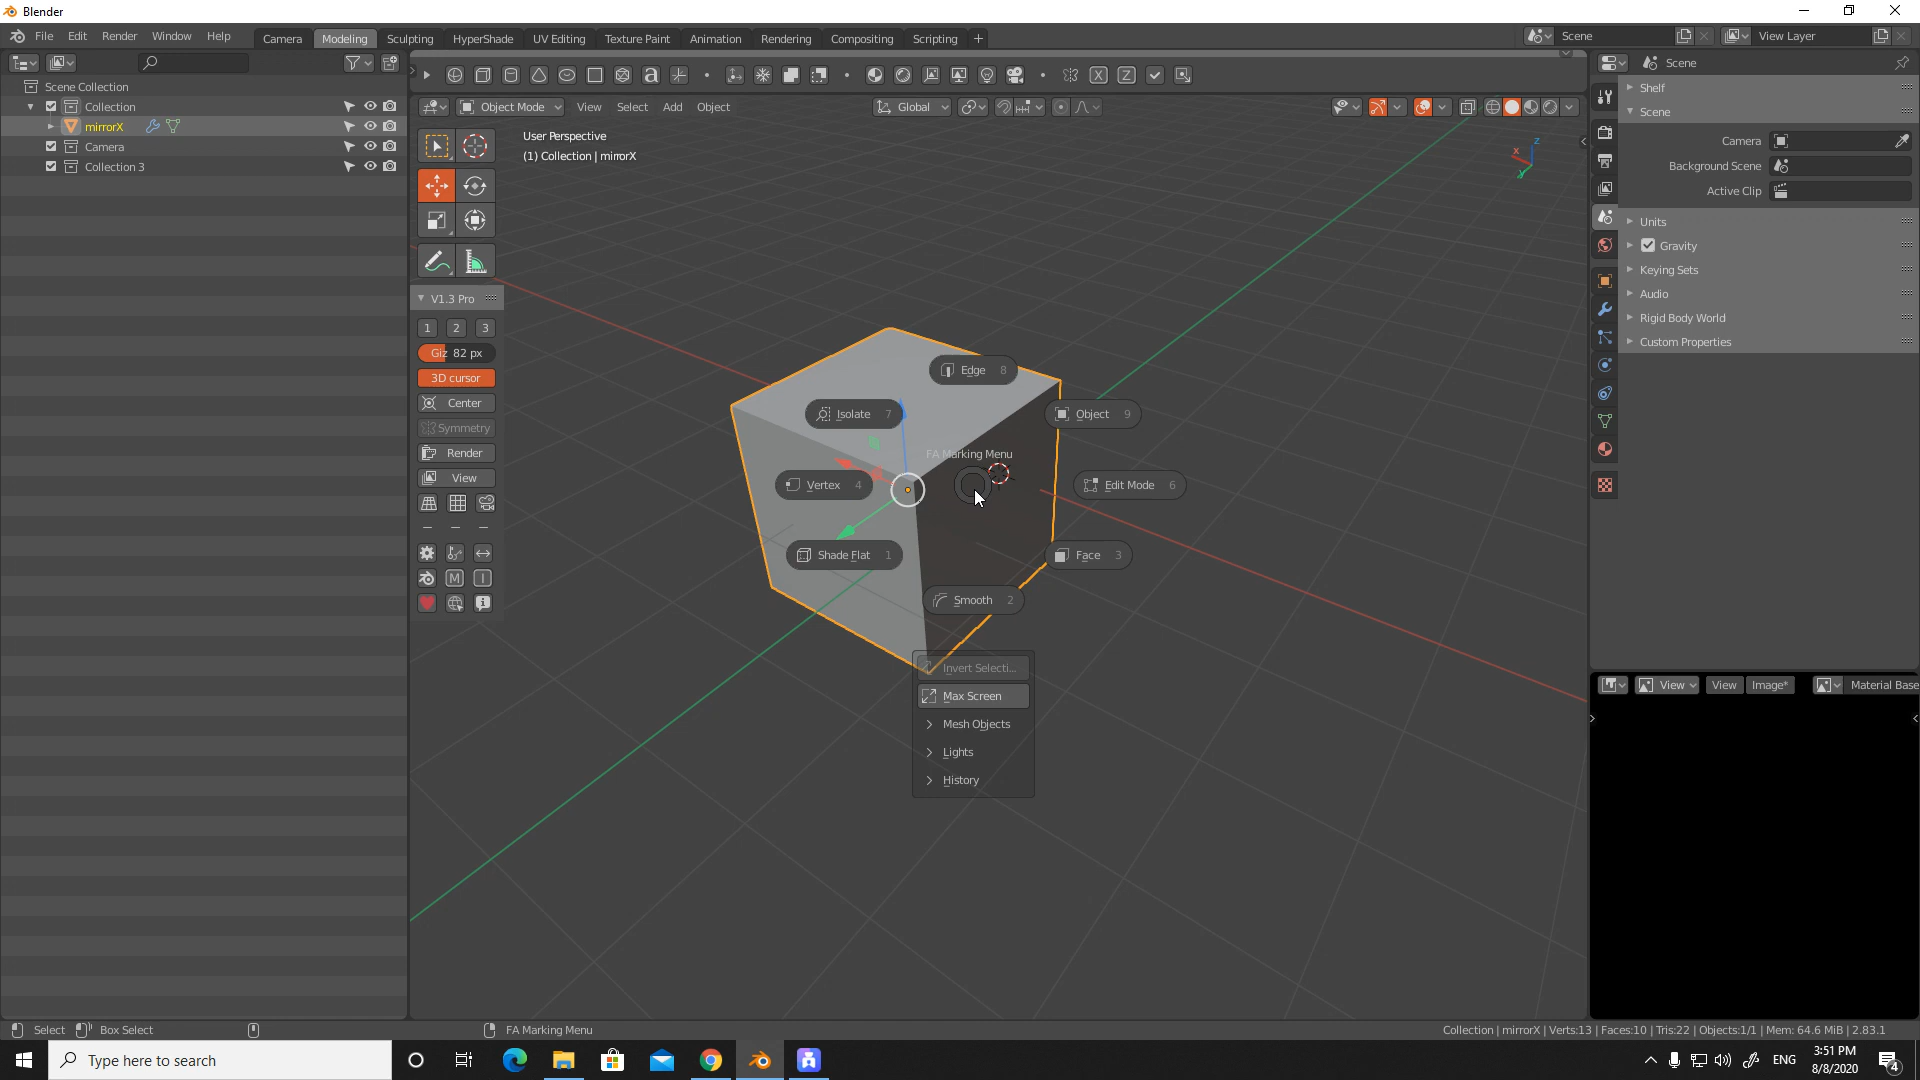 Blender
File Edit Render Window Help
Camera Modeling Sculpting HyperShade UV Editing Texture Paint Animation Rendering Compositing Scripting +
Scene
View Layer
Scene Collection
Collection
mirrorX
Camera
Collection 3
a
X Z
Object Mode View Select Add Object
Global
User Perspective
(1) Collection | mirrorX
X
Z
Y
V1.3 Pro
1 2 3
Giz 82 px
3D cursor
Center
Symmetry
Render
View
M I
Edge 8
Isolate 7
Object 9
FA Marking Menu
Vertex 4
Edit Mode 6
Shade Flat 1
Face 3
Smooth 2
Invert Selecti...
Max Screen
Mesh Objects
Lights
History
Scene
Shelf
Scene
Camera
Background Scene
Active Clip
Units
Gravity
Keying Sets
Audio
Rigid Body World
Custom Properties
View View Image* Material Base
Select Box Select FA Marking Menu
Collection | mirrorX | Verts:13 | Faces:10 | Tris:22 | Objects:1/1 | Mem: 64.6 MiB | 2.83.1
Type here to search
ENG
3:51 PM
8/8/2020
4